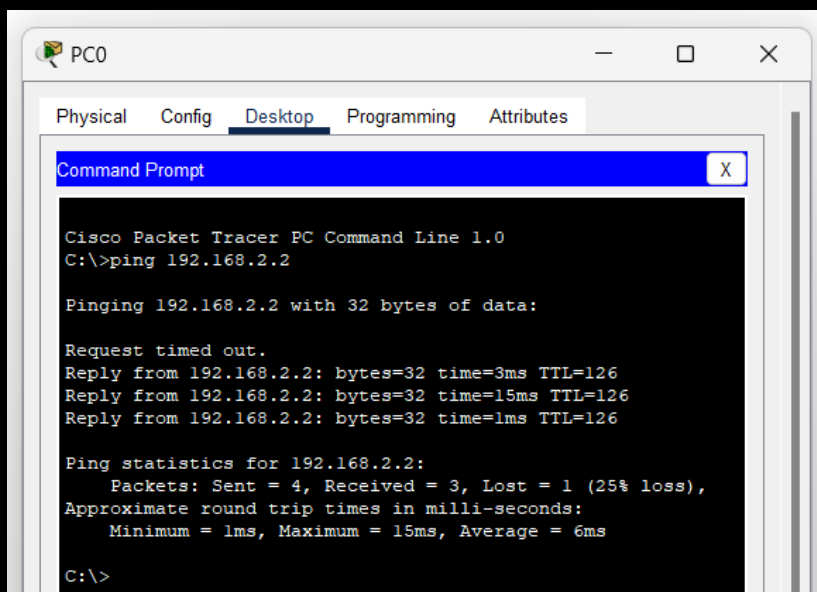 PC0
Physical Config Desktop Programming Attributes
Command Prompt
X
Cisco Packet Tracer PC Command Line 1.0
C:\>ping 192.168.2.2
Pinging 192.168.2.2 with 32 bytes of data:
Request timed out.
Reply from 192.168.2.2: bytes=32 time=3ms TTL=126
Reply from 192.168.2.2: bytes=32 time=15ms TTL=126
Reply from 192.168.2.2: bytes=32 time=1ms TTL=126
Ping statistics for 192.168.2.2:
Packets: Sent = 4, Received = 3, Lost = 1 (25% loss),
Approximate round trip times in milli-seconds:
Minimum = 1ms, Maximum = 15ms, Average = 6ms
C:\>